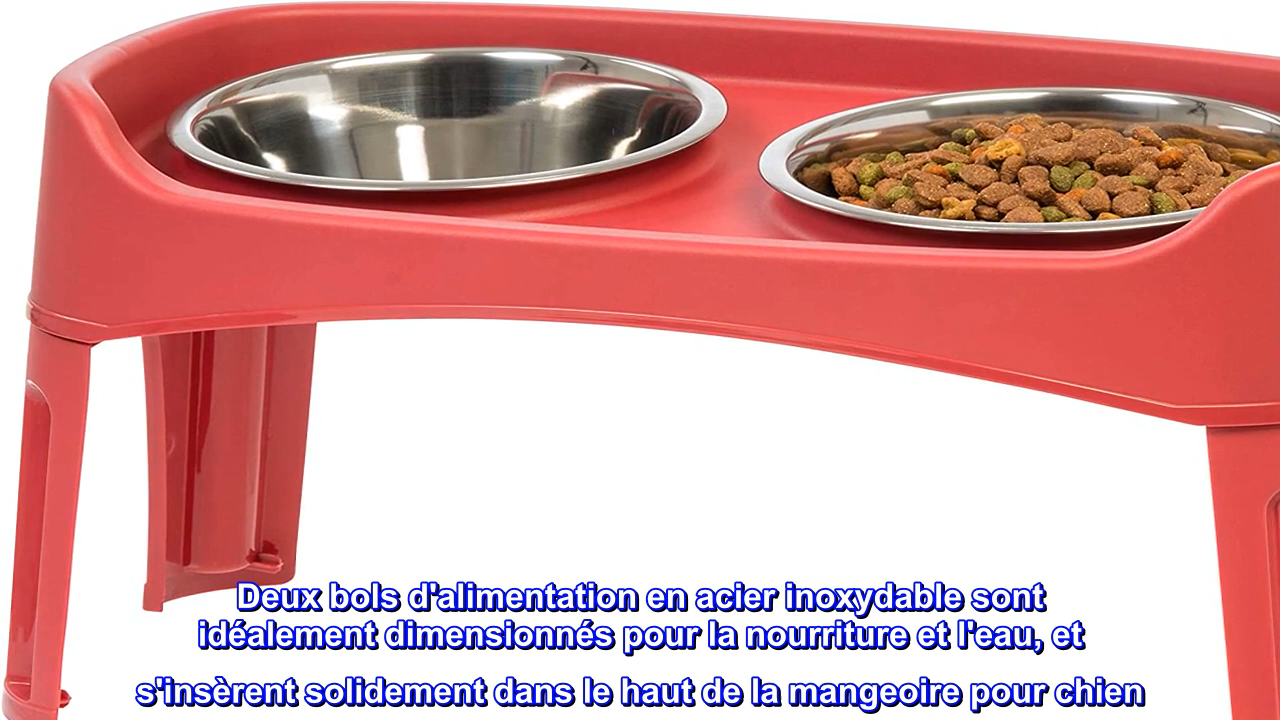 Deux bols d'alimentation en acier inoxydable sont
idéalement dimensionnés pour la nourriture et l'eau, et
s'insèrent solidement dans le haut de la mangeoire pour chien